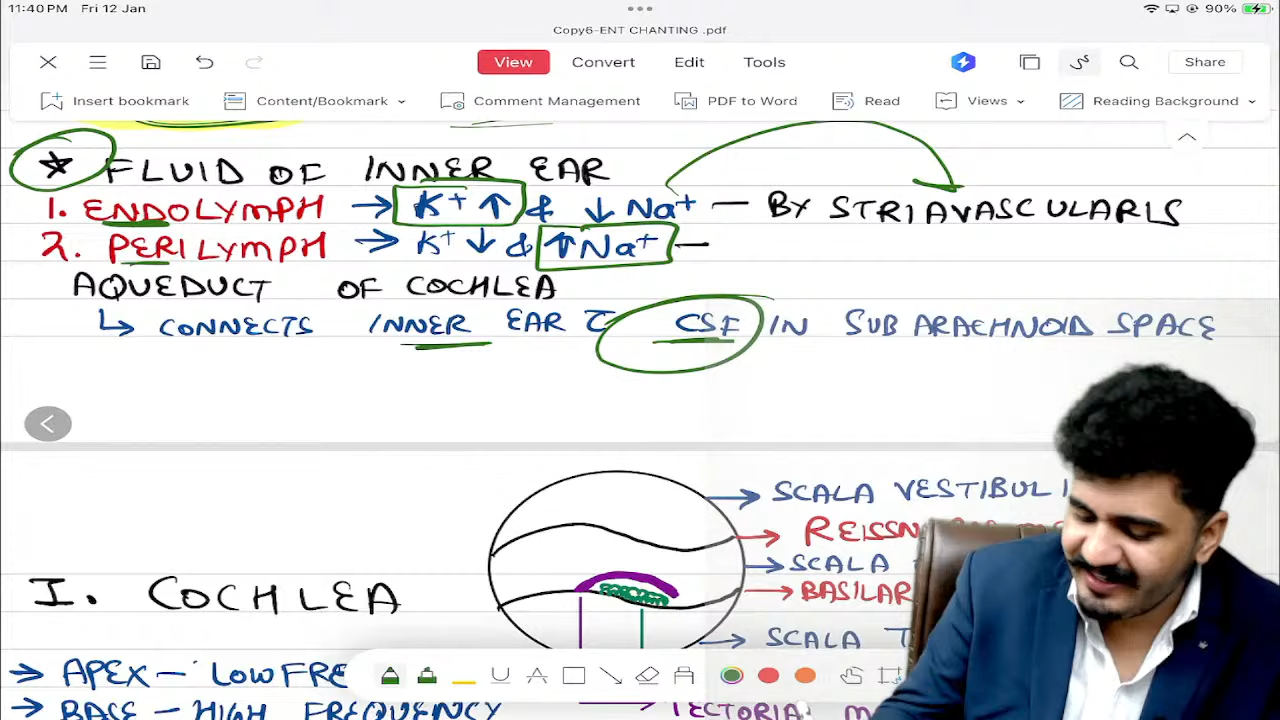 11:40 PM Fri 12 Jan
90%
Copy6-ENT CHANTING .pdf
View Convert Edit Tools
Share
Insert bookmark Content/Bookmark Comment Management PDF to Word Read Views Reading Background
FLUID OF INNER EAR
1. ENDOLYMPH → K+ ↑ & ↓ Na+ — BY STRIAVASCULARIS
2. PERILYMPH → K+ ↓ & ↑Na+ —
AQUEDUCT OF COCHLEA
↳ CONNECTS INNER EAR CSF IN SUB ARACHNOID SPACE
→ SCALA VESTIBULI
→ REISSN
→ SCALA
→ BASILAR
I. COCHLEA
→ SCALA T
→ APEX — LOW FRE
→ BASE — HIGH FREQUENCY
TECTORIA